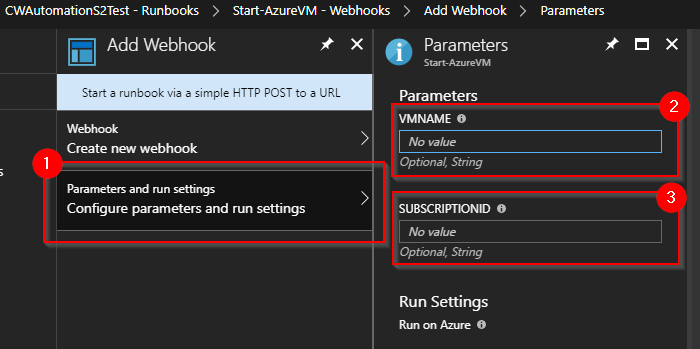 CWAutomationS2Test - Runbooks > Start-AzureVM - Webhooks > Add Webhook > Parameters
Add Webhook
Start a runbook via a simple HTTP POST to a URL
Webhook
Create new webhook
1
Parameters and run settings
Configure parameters and run settings
Parameters
Start-AzureVM
Parameters
2
VMNAME
No value
Optional, String
3
SUBSCRIPTIONID
No value
Optional, String
Run Settings
Run on Azure